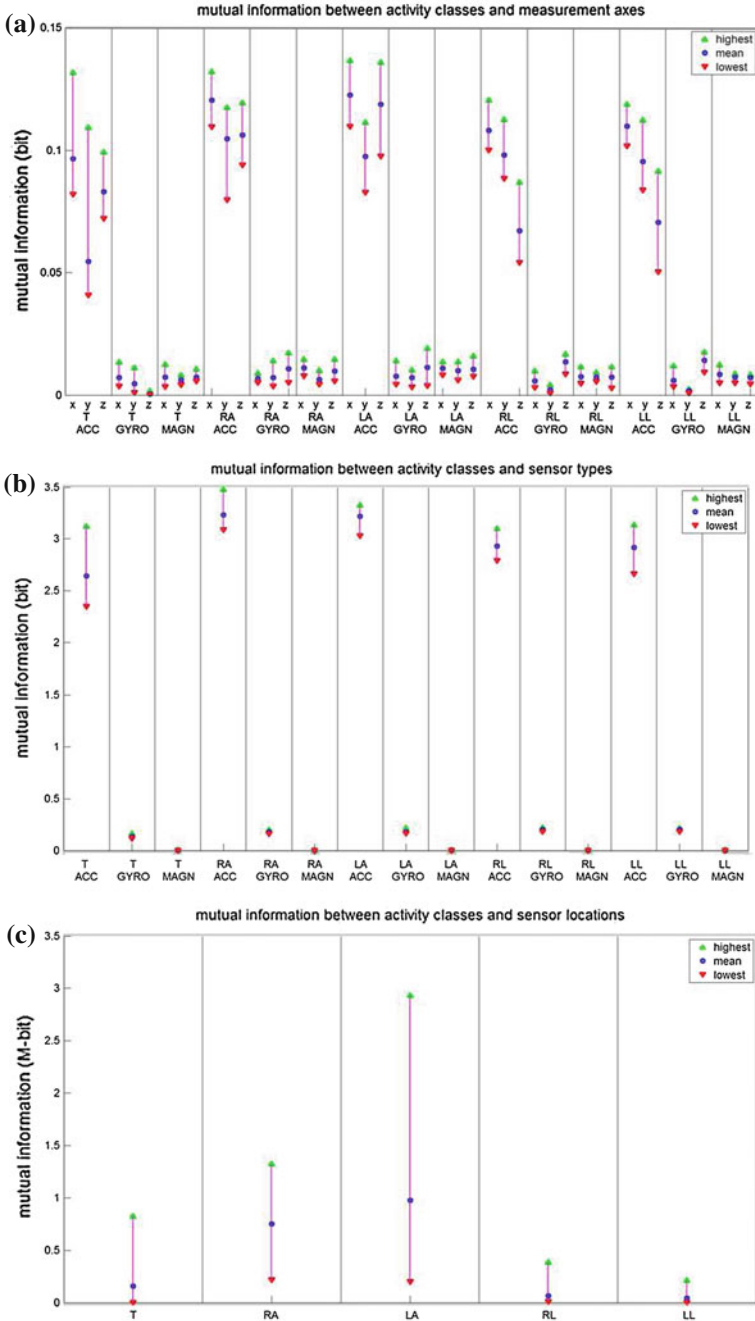 (a)
mutual information between activity classes and measurement axes
highest
mean
lowest
mutual information (bit)
0.15
0.1
0.05
0
x y z x y z x y z x y z x y z x y z x y z x y z x y z x y z x y z x y z x y z x y z x y z
T T T RA RA RA LA LA LA RL RL RL LL LL LL
ACC GYRO MAGN ACC GYRO MAGN ACC GYRO MAGN ACC GYRO MAGN ACC GYRO MAGN
(b)
mutual information between activity classes and sensor types
highest
mean
lowest
mutual information (bit)
3.5
3
2.5
2
1.5
1
0.5
0
T T T RA RA RA LA LA LA RL RL RL LL LL LL
ACC GYRO MAGN ACC GYRO MAGN ACC GYRO MAGN ACC GYRO MAGN ACC GYRO MAGN
(c)
mutual information between activity classes and sensor locations
highest
mean
lowest
mutual information (M-bit)
3.5
3
2.5
2
1.5
1
0.5
0
T RA LA RL LL